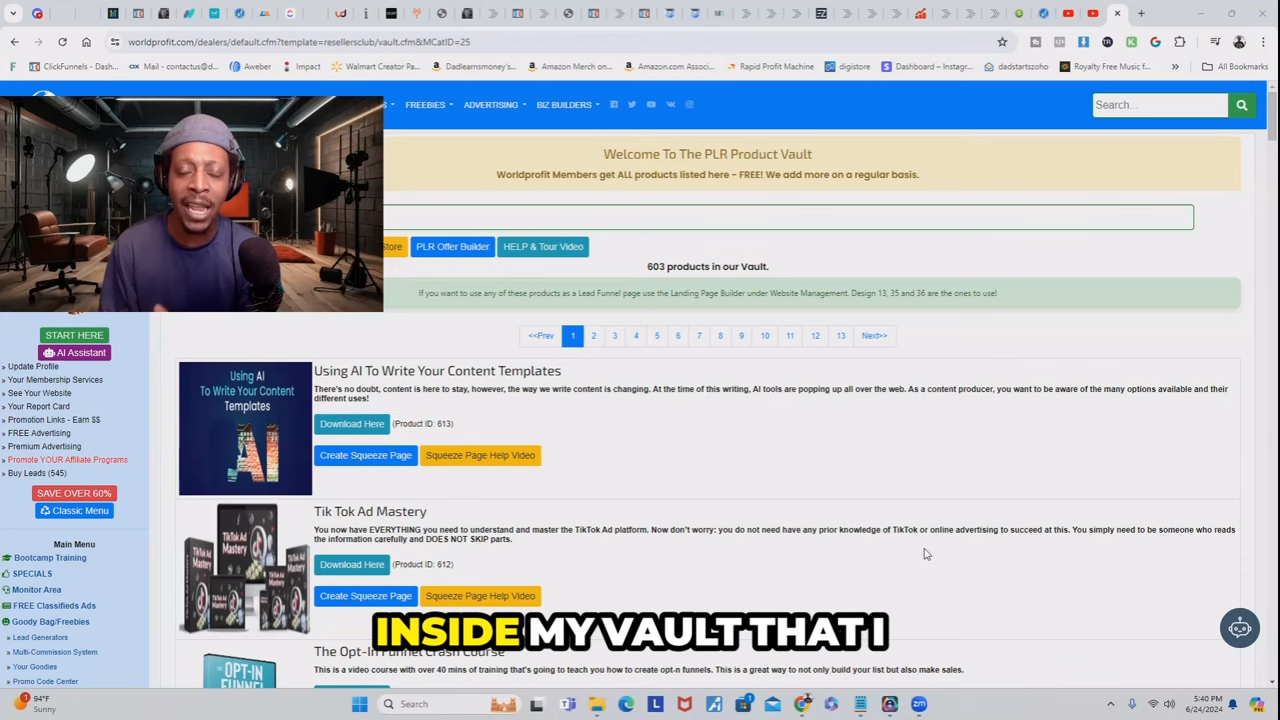 worldprofit.com/dealers/default.cfm?template=resellersclub/vault.cfm&MCatID=25
ClickFunnels - Dash...
Mail - contactus@d...
Aweber
Impact
Walmart Creator Pa...
Dadlearnsmoney's...
Amazon Merch on...
Amazon.com Associ...
Rapid Profit Machine
digistore
Dashboard – Instagr...
dadstartszoho
Royalty Free Music f...
All Bookmarks
FREEBIES
ADVERTISING
BIZ BUILDERS
Search...
Welcome To The PLR Product Vault
Worldprofit Members get ALL products listed here - FREE! We add more on a regular basis.
Store
PLR Offer Builder
HELP & Tour Video
603 products in our Vault.
If you want to use any of these products as a Lead Funnel page use the Landing Page Builder under Website Management. Design 13, 35 and 36 are the ones to use!
<<Prev 1 2 3 4 5 6 7 8 9 10 11 12 13 Next>>
START HERE
AI Assistant
» Update Profile
» Your Membership Services
» See Your Website
» Your Report Card
» Promotion Links - Earn $$
» FREE Advertising
» Premium Advertising
» Promote YOUR Affiliate Programs
» Buy Leads (545)
SAVE OVER 60%
Classic Menu
Main Menu
Bootcamp Training
SPECIALS
Monitor Area
FREE Classifieds Ads
Goody Bag/Freebies
» Lead Generators
» Multi-Commission System
» Your Goodies
» Promo Code Center
Using AI
To Write Your Content
Templates
AI
Using AI To Write Your Content Templates
There's no doubt, content is here to stay, however, the way we write content is changing. At the time of this writing, AI tools are popping up all over the web. As a content producer, you want to be aware of the many options available and their
different uses!
Download Here (Product ID: 613)
Create Squeeze Page
Squeeze Page Help Video
Tik Tok Ad Mastery
You now have EVERYTHING you need to understand and master the TikTok Ad platform. Now don't worry: you do not need have any prior knowledge of TikTok or online advertising to succeed at this. You simply need to be someone who reads
the information carefully and DOES NOT SKIP parts.
Download Here (Product ID: 612)
Create Squeeze Page
Squeeze Page Help Video
Tik Tok Ad
Mastery
INSIDE MY VAULT THAT I
The Opt-In Funnel Crash Course
This is a video course with over 40 mins of training that's going to teach you how to create opt-n funnels. This is a great way to not only build your list but also make sales.
OPT-IN
FUNNEL
94°F
Sunny
Search
5:40 PM
6/24/2024